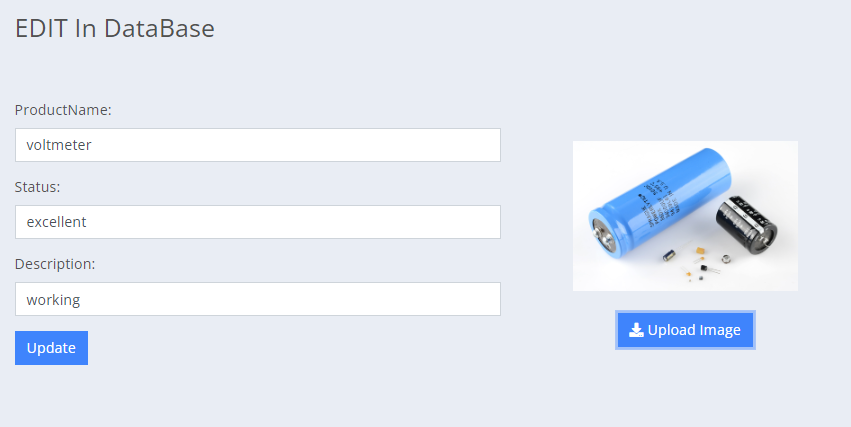 EDIT In DataBase
ProductName:
voltmeter
Status:
excellent
Description:
working
Update
Upload Image